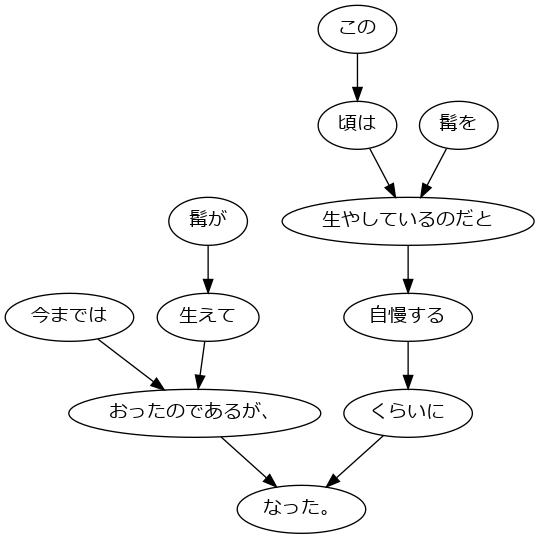 この
頃は
髯を
髯が
生やしているのだと
今までは
生えて
自慢する
おったのであるが、
くらいに
なった。